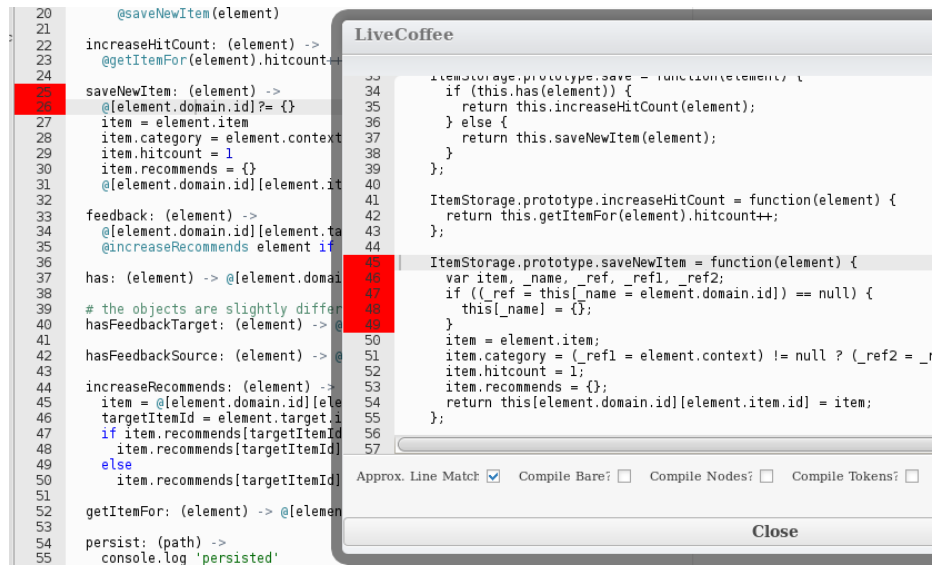 20 @saveNewItem(element)
21
22 increaseHitCount: (element) ->
23 @getItemFor(element).hitcount++
24
25 saveNewItem: (element) ->
26 @[element.domain.id]?= {}
27 item = element.item
28 item.category = element.context
29 item.hitcount = 1
30 item.recommends = {}
31 @[element.domain.id][element.it
32
33 feedback: (element) ->
34 @[element.domain.id][element.ta
35 @increaseRecommends element if
36
37 has: (element) -> @[element.domai
38
39 # the objects are slightly differ
40 hasFeedbackTarget: (element) -> @
41
42 hasFeedbackSource: (element) -> @
43
44 increaseRecommends: (element) ->
45 item = @[element.domain.id][ele
46 targetItemId = element.target.i
47 if item.recommends[targetItemId
48 item.recommends[targetItemId]
49 else
50 item.recommends[targetItemId]
51
52 getItemFor: (element) -> @[elemen
53
54 persist: (path) ->
55 console.log 'persisted'
LiveCoffee
33 ItemStorage.prototype.save = function(element) {
34 if (this.has(element)) {
35 return this.increaseHitCount(element);
36 } else {
37 return this.saveNewItem(element);
38 }
39 };
40
41 ItemStorage.prototype.increaseHitCount = function(element) {
42 return this.getItemFor(element).hitcount++;
43 };
44
45 ItemStorage.prototype.saveNewItem = function(element) {
46 var item, _name, _ref, _ref1, _ref2;
47 if ((_ref = this[_name = element.domain.id]) == null) {
48 this[_name] = {};
49 }
50 item = element.item;
51 item.category = (_ref1 = element.context) != null ? (_ref2 = _r
52 item.hitcount = 1;
53 item.recommends = {};
54 return this[element.domain.id][element.item.id] = item;
55 };
56
57
Approx. Line Match Compile Bare? Compile Nodes? Compile Tokens?
Close